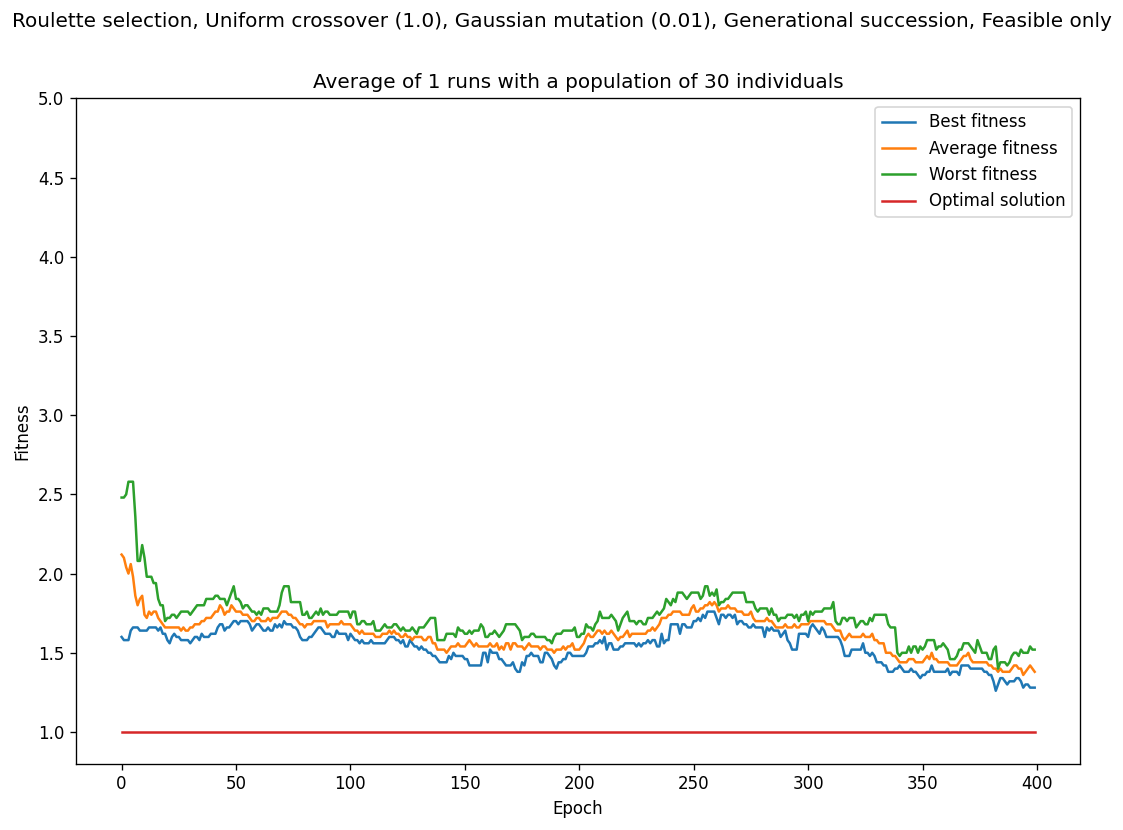 Roulette selection, Uniform crossover (1.0), Gaussian mutation (0.01), Generational succession, Feasible only
Average of 1 runs with a population of 30 individuals
Best fitness
Average fitness
Worst fitness
Optimal solution
Fitness
5.0
4.5
4.0
3.5
3.0
2.5
2.0
1.5
1.0
0 50 100 150 200 250 300 350 400
Epoch